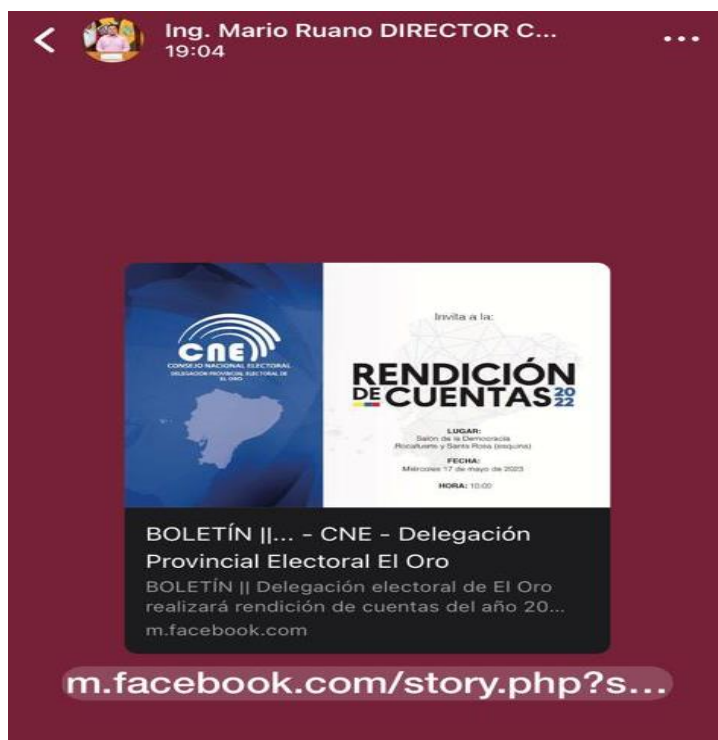 Ing. Mario Ruano DIRECTOR C...
19:04
CNE
CONSEJO NACIONAL ELECTORAL
DELEGACIÓN PROVINCIAL ELECTORAL DE
EL ORO
Invita a la:
RENDICIÓN
DE CUENTAS 2022
LUGAR:
Salón de la Democracia
Rocafuerte y Santa Rosa (esquina)
FECHA:
Miércoles 17 de mayo de 2023
HORA: 10:00
BOLETÍN ||... - CNE - Delegación
Provincial Electoral El Oro
BOLETÍN || Delegación electoral de El Oro
realizará rendición de cuentas del año 20...
m.facebook.com
m.facebook.com/story.php?s...